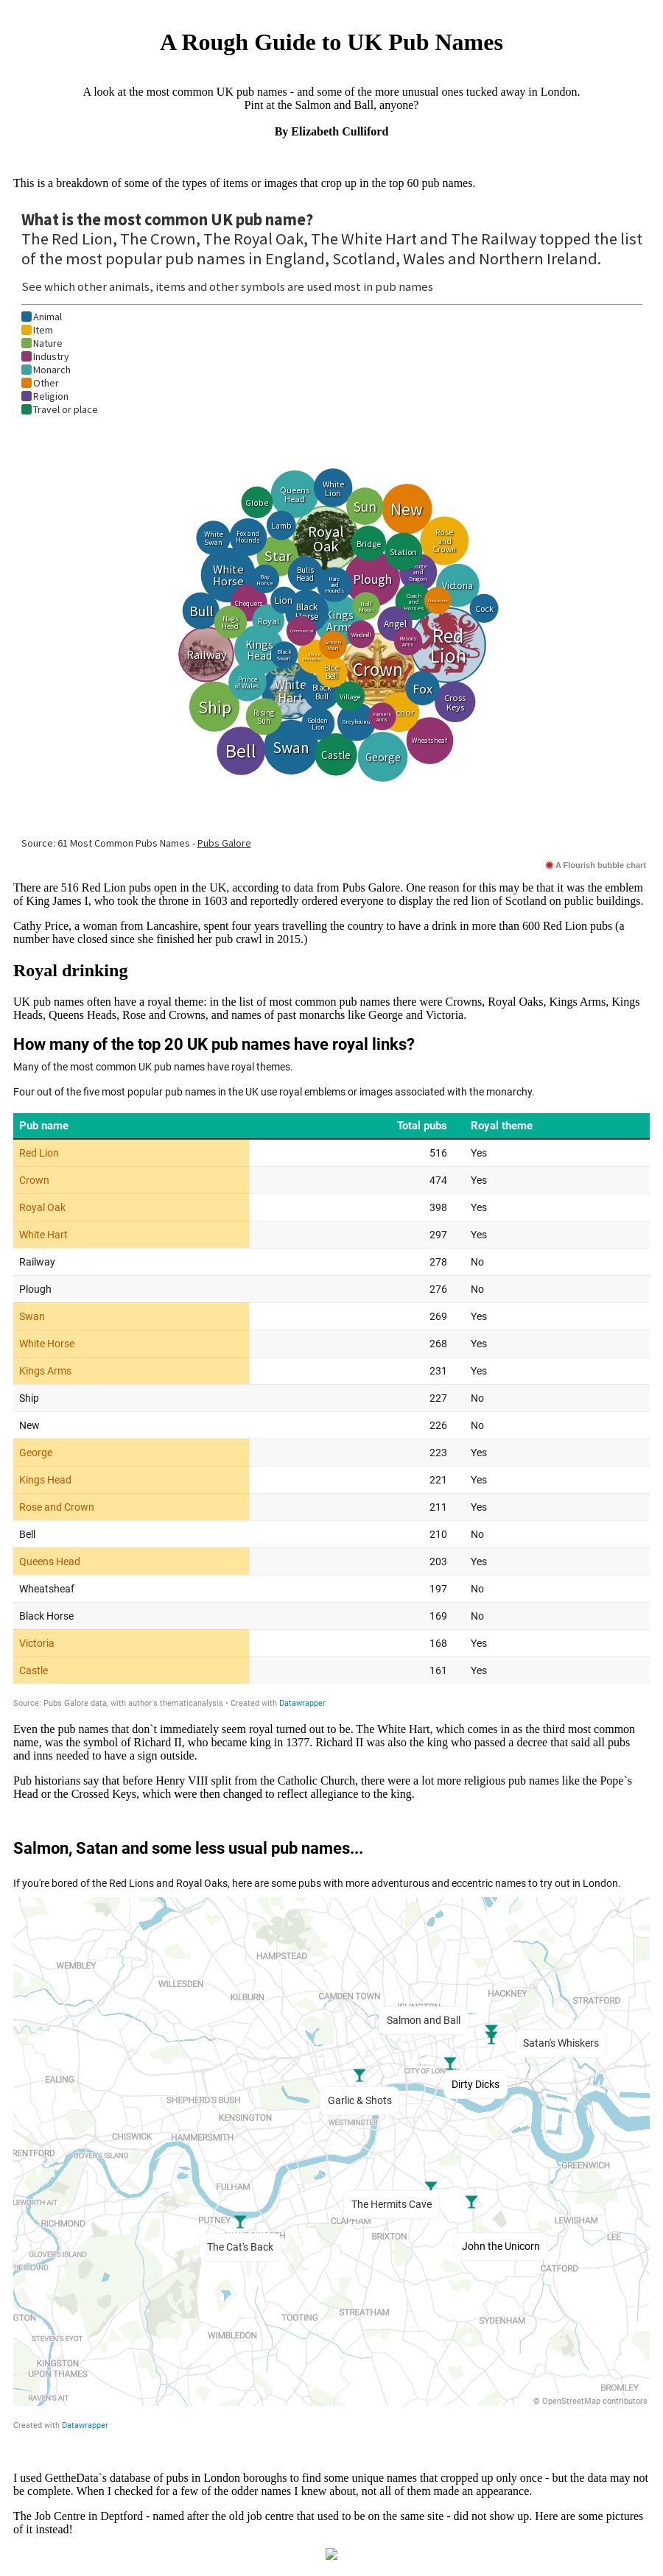 A Rough Guide to UK Pub Names
A look at the most common UK pub names - and some of the more unusual ones tucked away in London.
Pint at the Salmon and Ball, anyone?
By Elizabeth Culliford
This is a breakdown of some of the types of items or images that crop up in the top 60 pub names.
What is the most common UK pub name?
The Red Lion, The Crown, The Royal Oak, The White Hart and The Railway topped the list
of the most popular pub names in England, Scotland, Wales and Northern Ireland.
See which other animals, items and other symbols are used most in pub names
Animal
Item
Nature
Industry
Monarch
Other
Religion
Travel or place
White
Lion
Queens
Head
Globe
Sun
New
Lamb
Royal
Oak
White
Swan
Fox and
Hounds
Rose
and
Crown
Bridge
Station
Star
White
Horse
Bay
Horse
Bulls
Head
Hare
and
Hounds
Plough
Dragon
Victoria
Chequers
Lion
Black
Horse
Half
Moon
Coach
and
Horses
Cock
Bull
Nags
Head
Royal
Kings
Arms
Windmill
Angel
Masons
Arms
Red
Lion
Railway
Kings
Head
Black
Swan
Green
Man
Blue
Bell
Crown
Prince
of Wales
White
Hart
Black
Bull
Village
Fox
Cross
Keys
Ship
Rising
Sun
Golden
Lion
Greyhound
Farmers
Arms
Wheatsheaf
Bell
Swan
Castle
George
Source: 61 Most Common Pubs Names - Pubs Galore
A Flourish bubble chart
There are 516 Red Lion pubs open in the UK, according to data from Pubs Galore. One reason for this may be that it was the emblem
of King James I, who took the throne in 1603 and reportedly ordered everyone to display the red lion of Scotland on public buildings.
Cathy Price, a woman from Lancashire, spent four years travelling the country to have a drink in more than 600 Red Lion pubs (a
number have closed since she finished her pub crawl in 2015.)
Royal drinking
UK pub names often have a royal theme: in the list of most common pub names there were Crowns, Royal Oaks, Kings Arms, Kings
Heads, Queens Heads, Rose and Crowns, and names of past monarchs like George and Victoria.
How many of the top 20 UK pub names have royal links?
Many of the most common UK pub names have royal themes.
Four out of the five most popular pub names in the UK use royal emblems or images associated with the monarchy.
Pub name Total pubs Royal theme
Red Lion 516 Yes
Crown 474 Yes
Royal Oak 398 Yes
White Hart 297 Yes
Railway 278 No
Plough 276 No
Swan 269 Yes
White Horse 268 Yes
Kings Arms 231 Yes
Ship 227 No
New 226 No
George 223 Yes
Kings Head 221 Yes
Rose and Crown 211 Yes
Bell 210 No
Queens Head 203 Yes
Wheatsheaf 197 No
Black Horse 169 No
Victoria 168 Yes
Castle 161 Yes
Source: Pubs Galore data, with author's thematicanalysis • Created with Datawrapper
Even the pub names that don`t immediately seem royal turned out to be. The White Hart, which comes in as the third most common
name, was the symbol of Richard II, who became king in 1377. Richard II was also the king who passed a decree that said all pubs
and inns needed to have a sign outside.
Pub historians say that before Henry VIII split from the Catholic Church, there were a lot more religious pub names like the Pope`s
Head or the Crossed Keys, which were then changed to reflect allegiance to the king.
Salmon, Satan and some less usual pub names...
If you're bored of the Red Lions and Royal Oaks, here are some pubs with more adventurous and eccentric names to try out in London.
HAMPSTEAD
WEMBLEY
WILLESDEN
KILBURN
CAMDEN TOWN
HACKNEY
STRATFORD
ISLINGTON
Salmon and Ball
Satan's Whiskers
CITY OF LONDON
Dirty Dicks
EALING
Garlic & Shots
SHEPHERD'S BUSH
KENSINGTON
WESTMINSTER
CHISWICK
HAMMERSMITH
BRENTFORD
OLIVER'S ISLAND
GREENWICH
FULHAM
The Hermits Cave
ISLEWORTH AIT
RICHMOND
PUTNEY
CLAPHAM
LEWISHAM
BRIXTON
LEE
The Cat's Back
John the Unicorn
GLOVER'S ISLAND
CATFORD
STREATHAM
TOOTING
SYDENHAM
WIMBLEDON
STEVEN'S EYOT
KINGSTON
UPON THAMES
BROMLEY
RAVEN'S AIT
© OpenStreetMap contributors
Created with Datawrapper
I used GettheData`s database of pubs in London boroughs to find some unique names that cropped up only once - but the data may not
be complete. When I checked for a few of the odder names I knew about, not all of them made an appearance.
The Job Centre in Deptford - named after the old job centre that used to be on the same site - did not show up. Here are some pictures
of it instead!